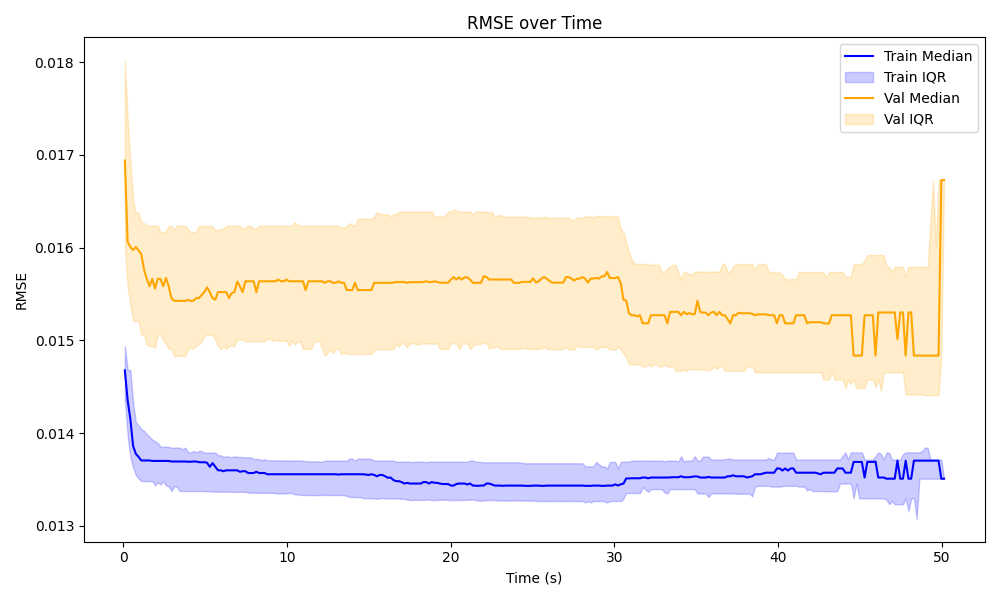 RMSE over Time
Train Median
Train IQR
Val Median
Val IQR
0.018
0.017
0.016
0.015
0.014
0.013
RMSE
0
10
20
30
40
50
Time (s)